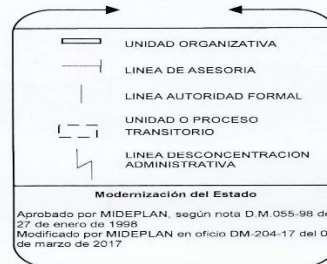 UNIDAD ORGANIZATIVA
LINEA DE ASESORIA
LINEA AUTORIDAD FORMAL
UNIDAD O PROCESO
TRANSITORIO
LINEA DESCONCENTRACION
ADMINISTRATIVA
Modernización del Estado
Aprobado por MIDEPLAN, según nota D.M.055-98 de
27 de enero de 1998
Modificado por MIDEPLAN en oficio DM-204-17 del
de marzo de 2017